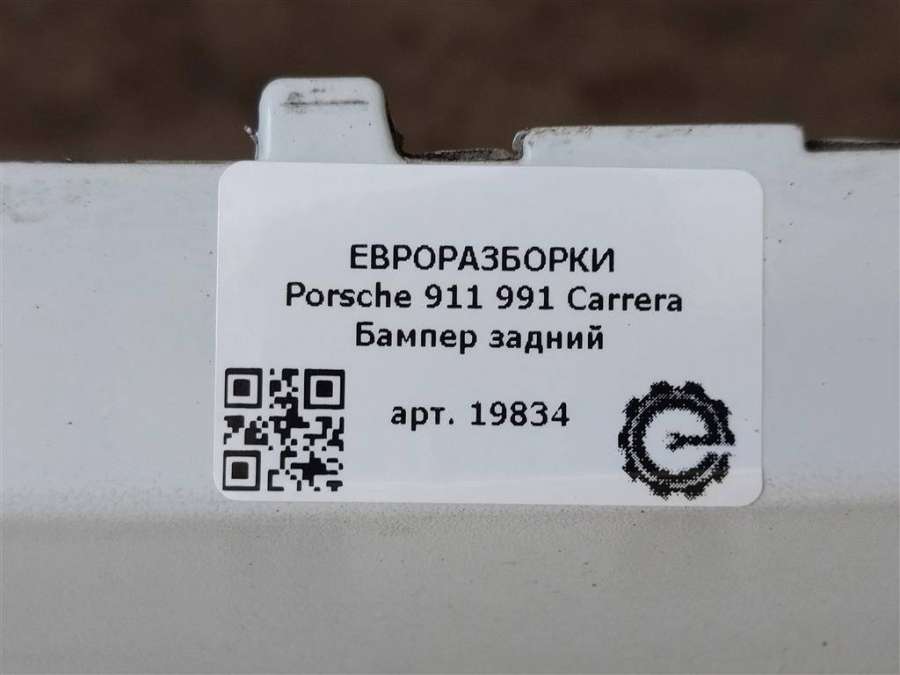 ЕВРОРАЗБОРКИ
Porsche 911 991 Carrera
Бампер задний
арт. 19834